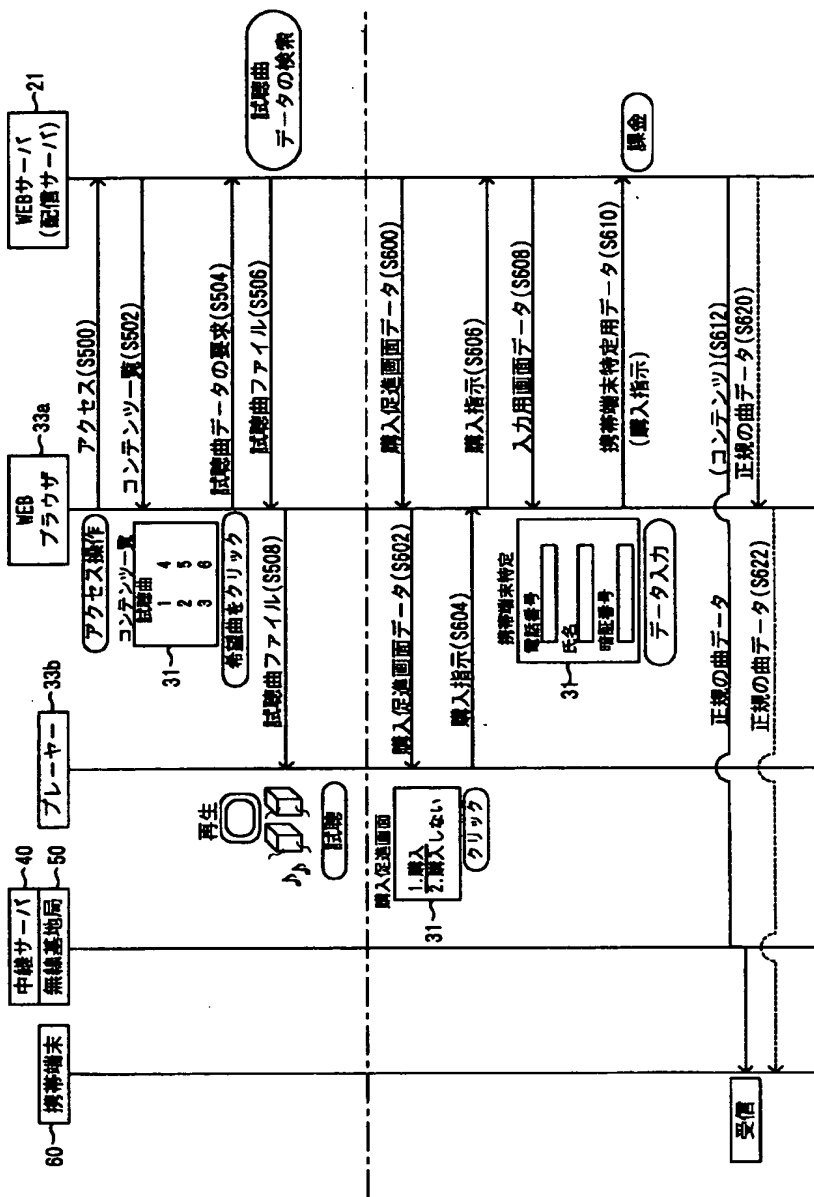 60
携帯端末
中継サーバ
40
無線基地局
50
プレーヤー
33b
WEB
ブラウザ
33a
WEBサーバ
(配信サーバ)
21
アクセス操作
アクセス(S500)
コンテンツ一覧(S502)
コンテンツ一覧
試聴曲
1 4
2 5
3 6
31
希望曲をクリック
試聴曲データの要求(S504)
試聴曲
データの検索
試聴曲ファイル(S506)
試聴曲ファイル(S508)
再生
試聴
購入促進画面データ(S600)
購入促進画面データ(S602)
購入促進画面
1.購入
2.購入しない
31
クリック
購入指示(S604)
購入指示(S606)
入力用画面データ(S608)
携帯端末特定
電話番号
氏名
暗証番号
31
データ入力
携帯端末特定用データ(S610)
(購入指示)
課金
正規の曲データ
(コンテンツ)(S612)
正規の曲データ(S620)
正規の曲データ(S622)
受信